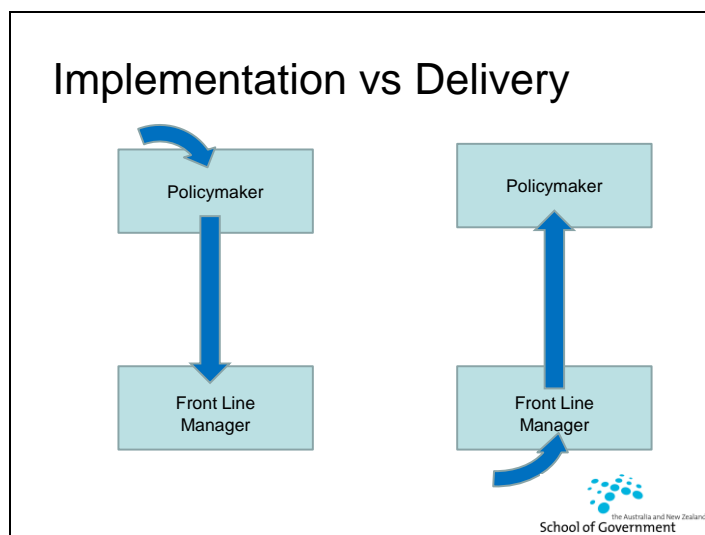 Implementation vs Delivery
Policymaker
Policymaker
Front Line
Manager
Front Line
Manager
the Australia and New Zealand
School of Government